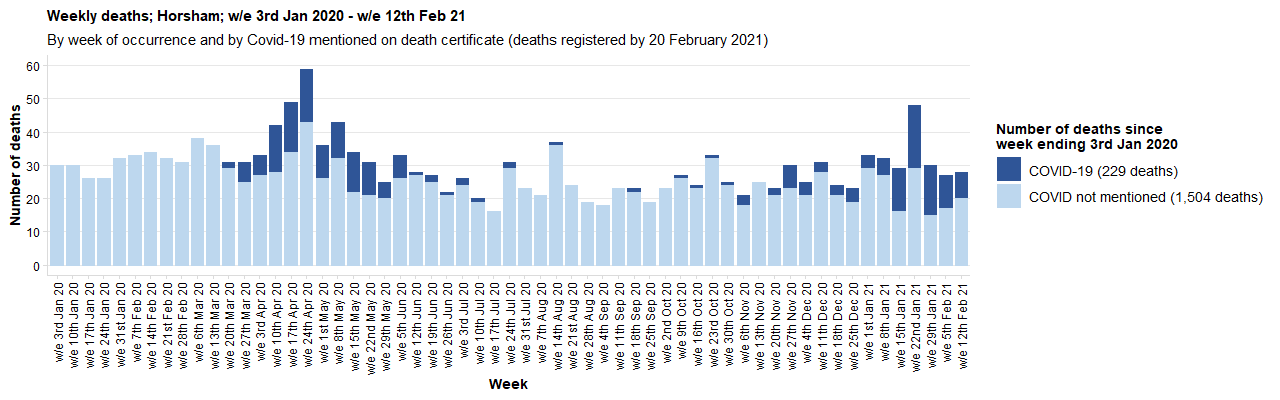 Weekly deaths; Horsham; w/e 3rd Jan 2020 - w/e 12th Feb 21
By week of occurrence and by Covid-19 mentioned on death certificate (deaths registered by 20 February 2021)
Number of deaths
60
50
40
30
20
10
0
w/e 3rd Jan 20
w/e 10th Jan 20
w/e 17th Jan 20
w/e 24th Jan 20
w/e 31st Jan 20
w/e 7th Feb 20
w/e 14th Feb 20
w/e 21st Feb 20
w/e 28th Feb 20
w/e 6th Mar 20
w/e 13th Mar 20
w/e 20th Mar 20
w/e 27th Mar 20
w/e 3rd Apr 20
w/e 10th Apr 20
w/e 17th Apr 20
w/e 24th Apr 20
w/e 1st May 20
w/e 8th May 20
w/e 15th May 20
w/e 22nd May 20
w/e 29th May 20
w/e 5th Jun 20
w/e 12th Jun 20
w/e 19th Jun 20
w/e 26th Jun 20
w/e 3rd Jul 20
w/e 10th Jul 20
w/e 17th Jul 20
w/e 24th Jul 20
w/e 31st Jul 20
w/e 7th Aug 20
w/e 14th Aug 20
w/e 21st Aug 20
w/e 28th Aug 20
w/e 4th Sep 20
w/e 11th Sep 20
w/e 18th Sep 20
w/e 25th Sep 20
w/e 2nd Oct 20
w/e 9th Oct 20
w/e 16th Oct 20
w/e 23rd Oct 20
w/e 30th Oct 20
w/e 6th Nov 20
w/e 13th Nov 20
w/e 20th Nov 20
w/e 27th Nov 20
w/e 4th Dec 20
w/e 11th Dec 20
w/e 18th Dec 20
w/e 25th Dec 20
w/e 1st Jan 21
w/e 8th Jan 21
w/e 15th Jan 21
w/e 22nd Jan 21
w/e 29th Jan 21
w/e 5th Feb 21
w/e 12th Feb 21
Week
Number of deaths since
week ending 3rd Jan 2020
COVID-19 (229 deaths)
COVID not mentioned (1,504 deaths)